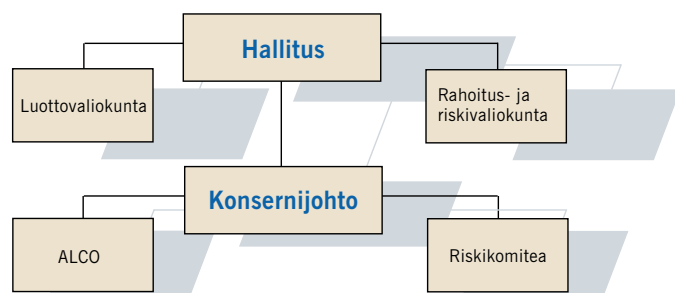 Hallitus
Luottovaliokunta
Rahoitus- ja
riskivaliokunta
Konsernijohto
ALCO
Riskikomitea